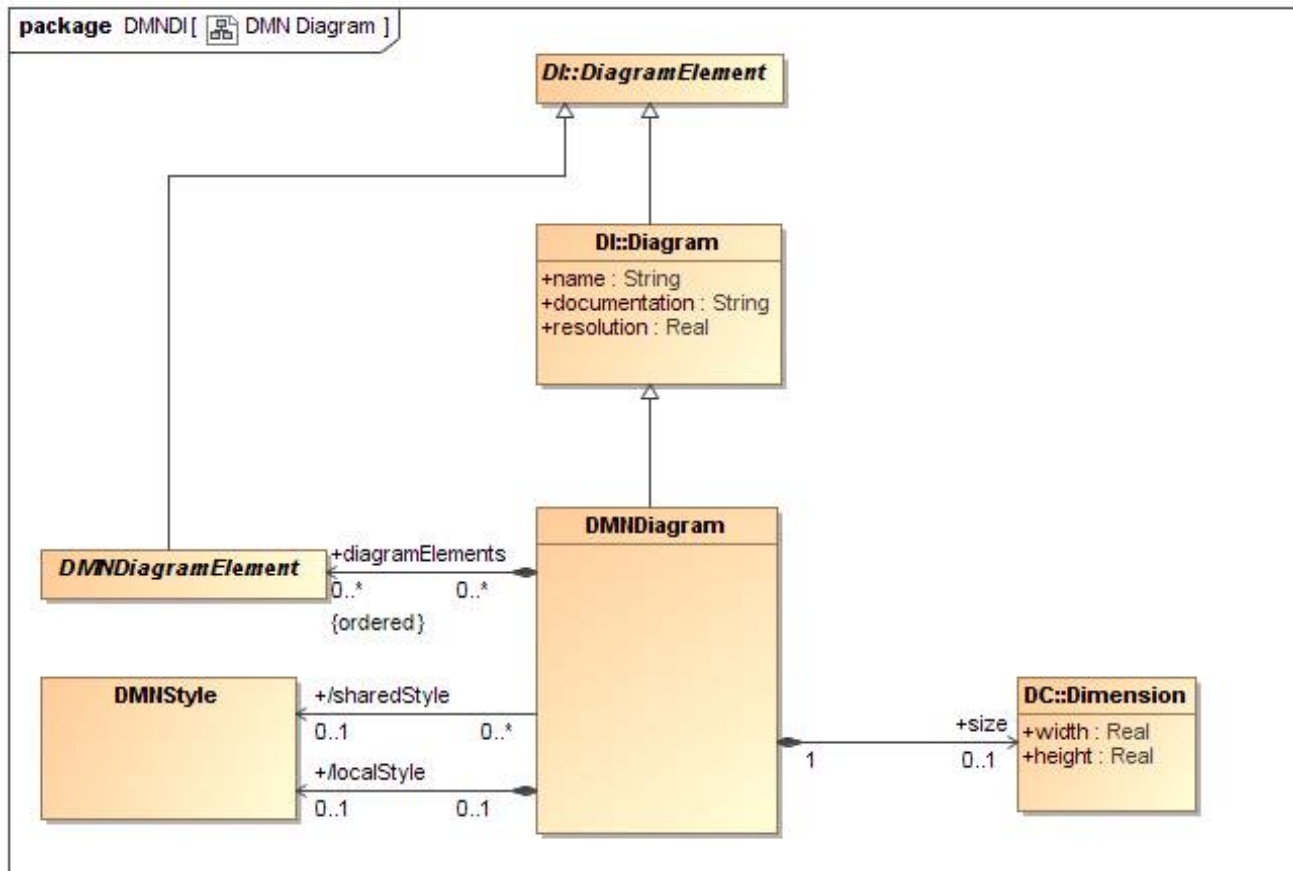 package DMNDI [ DMN Diagram ]
DI::DiagramElement
DI::Diagram
+name : String
+documentation : String
+resolution : Real
DMNDiagram
DMNDiagramElement
+diagramElements
0..* 0..*
{ordered}
DMNStyle
+/sharedStyle
0..1 0..*
+/localStyle
0..1 0..1
+size
1 0..1
DC::Dimension
+width : Real
+height : Real